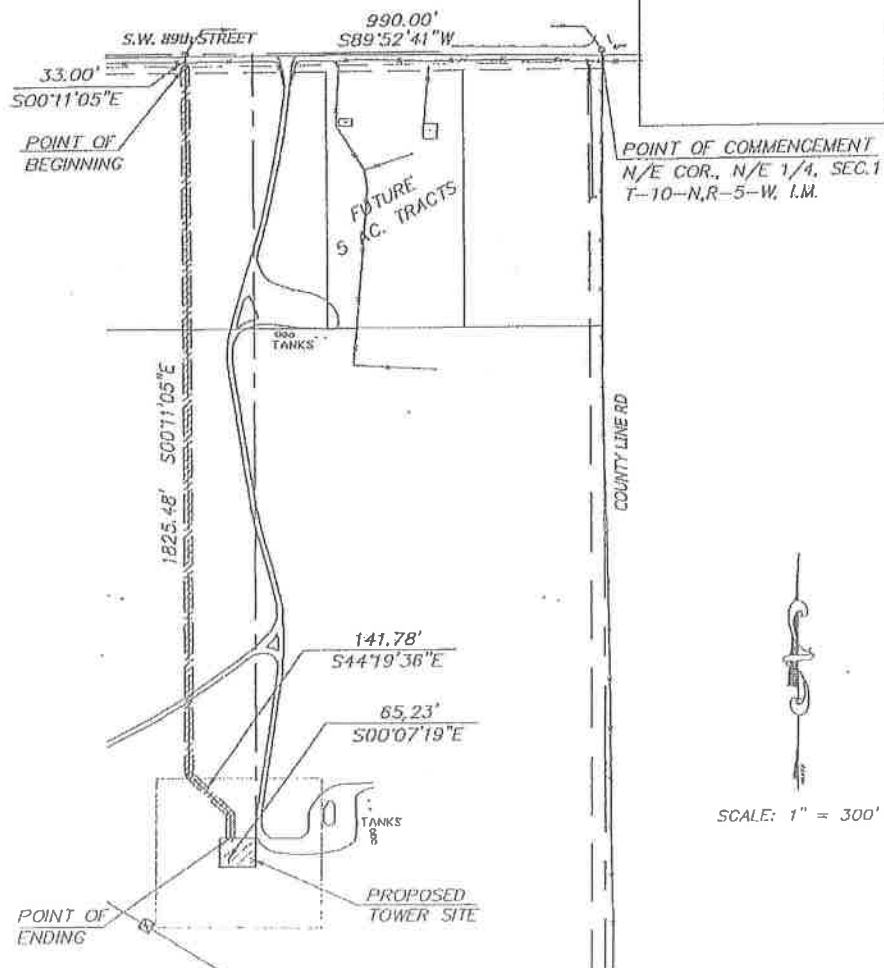 990.00'
S89°52'41"W
S.W. 89th STREET
33.00'
S00°11'05"E
POINT OF
BEGINNING
POINT OF COMMENCEMENT
N/E COR., N/E 1/4, SEC.1
T-10-N,R-5-W, I.M.
FUTURE
5 AC. TRACTS
TANKS
1825.48' S00°11'05"E
COUNTY LINE RD
141.78'
S44°19'36"E
65.23'
S00°07'19"E
SCALE: 1" = 300'
TANKS
PROPOSED
TOWER SITE
POINT OF
ENDING